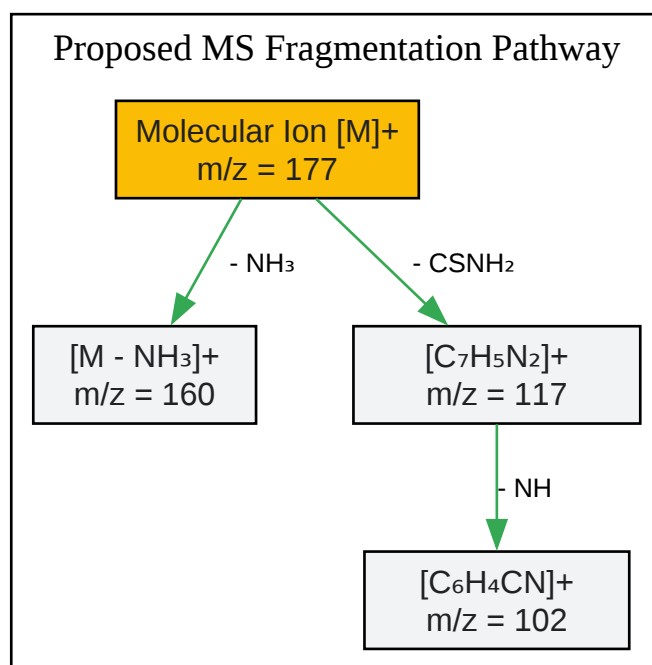 Proposed MS Fragmentation Pathway
Molecular Ion [M]+
m/z = 177
- NH₃
- CSNH₂
[M - NH₃]+
m/z = 160
[C₇H₅N₂]+
m/z = 117
- NH
[C₆H₄CN]+
m/z = 102